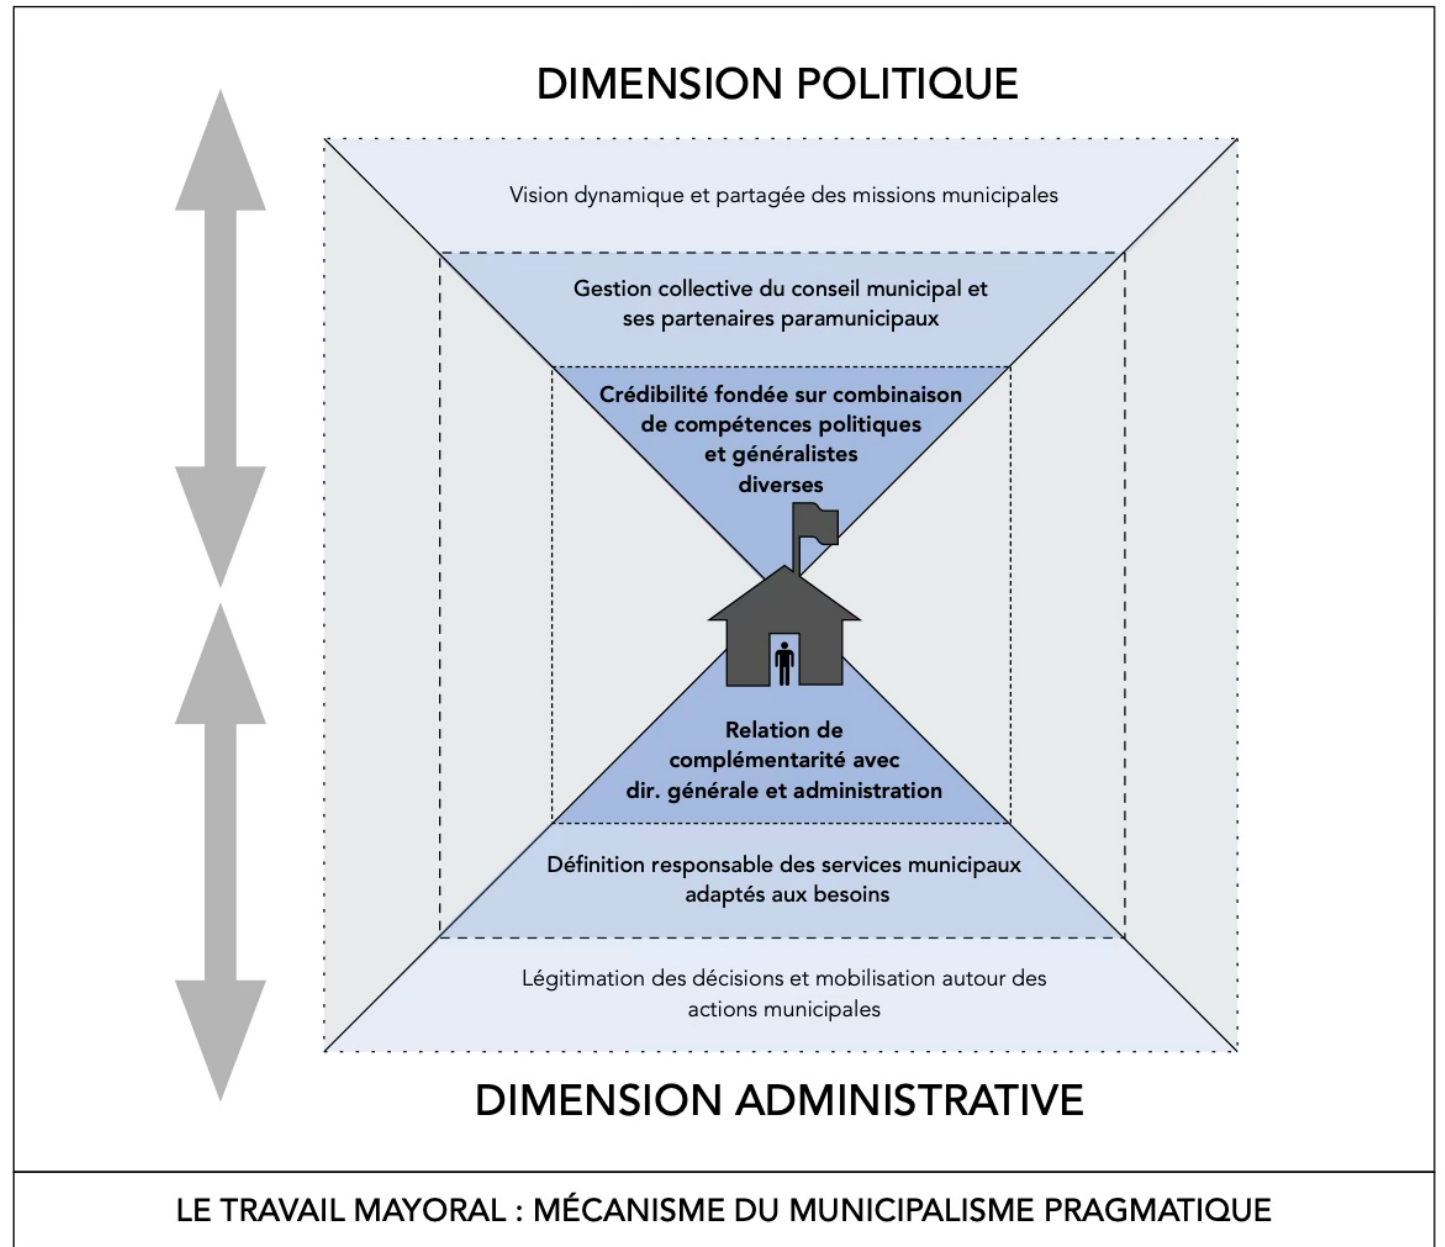 DIMENSION POLITIQUE
Vision dynamique et partagée des missions municipales
Gestion collective du conseil municipal et
ses partenaires paramunicipaux
Crédibilité fondée sur combinaison
de compétences politiques
et généralistes
diverses
Relation de
complémentarité avec
dir. générale et administration
Définition responsable des services municipaux
adaptés aux besoins
Légitimation des décisions et mobilisation autour des
actions municipales
DIMENSION ADMINISTRATIVE
LE TRAVAIL MAYORAL : MÉCANISME DU MUNICIPALISME PRAGMATIQUE